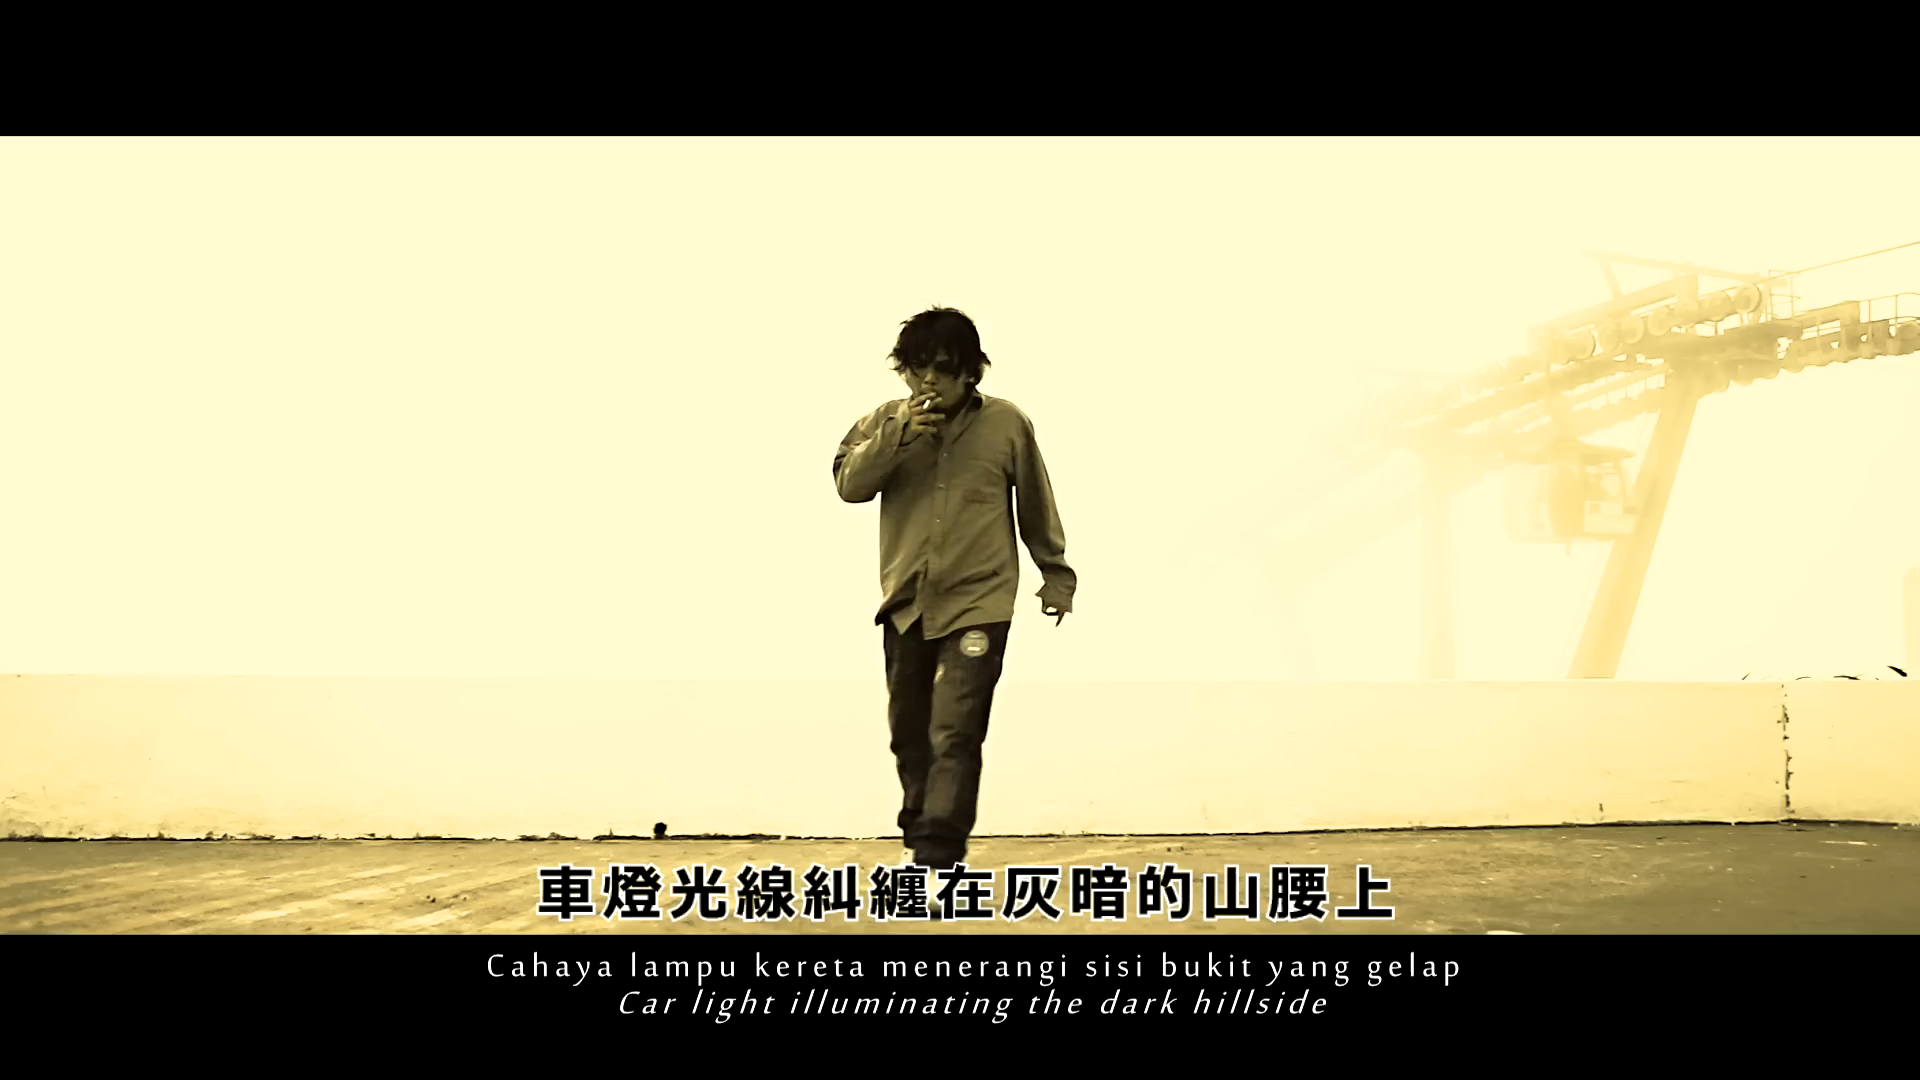 車燈光線糾纏在灰暗的山腰上
Cahaya lampu kereta menerangi sisi bukit yang gelap
Car light illuminating the dark hillside